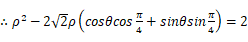 ∴ ρ² − 2√2ρ (cosθcos π/4 + sinθsin π/4) = 2